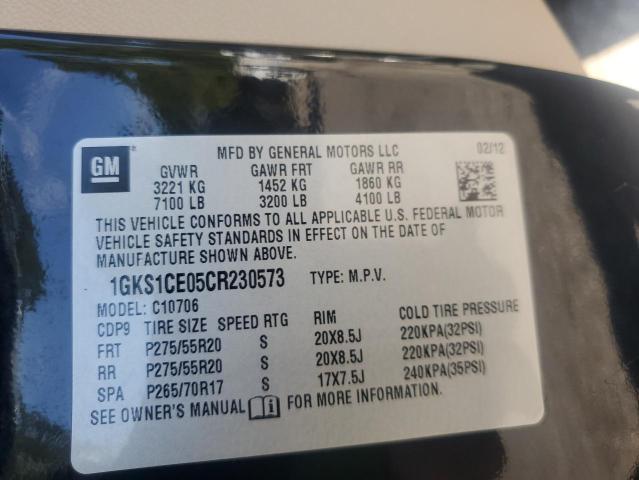 GM
MFD BY GENERAL MOTORS LLC 02/12
GVWR GAWR FRT GAWR RR
3221 KG 1452 KG 1860 KG
7100 LB 3200 LB 4100 LB
THIS VEHICLE CONFORMS TO ALL APPLICABLE U.S. FEDERAL MOTOR
VEHICLE SAFETY STANDARDS IN EFFECT ON THE DATE OF
MANUFACTURE SHOWN ABOVE.
1GKS1CE05CR230573 TYPE: M.P.V.
MODEL: C10706
CDP9 TIRE SIZE SPEED RTG RIM COLD TIRE PRESSURE
FRT P275/55R20 S 20X8.5J 220KPA(32PSI)
RR P275/55R20 S 20X8.5J 220KPA(32PSI)
SPA P265/70R17 S 17X7.5J 240KPA(35PSI)
SEE OWNER'S MANUAL FOR MORE INFORMATION.